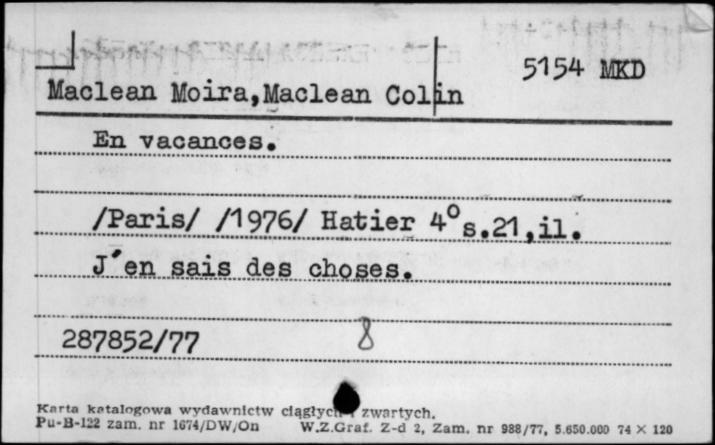 5154 MKD
Maclean Moira,Maclean Colin
En vacances.
/Paris/ /1976/ Hatier 4° s.21,il.
J'en sais des choses.
287852/77 8
Karta katalogowa wydawnictw ciągłych i zwartych.
Pu-B-122 zam. nr 1674/DW/On W.Z.Graf. Z-d 2, Zam. nr 988/77, 5.650.000 74 × 120